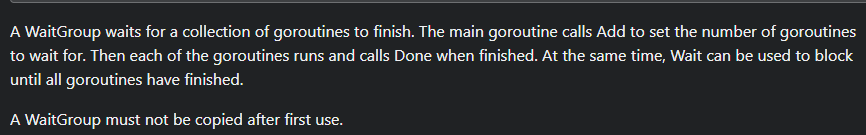 A WaitGroup waits for a collection of goroutines to finish. The main goroutine calls Add to set the number of goroutines
to wait for. Then each of the goroutines runs and calls Done when finished. At the same time, Wait can be used to block
until all goroutines have finished.
A WaitGroup must not be copied after first use.